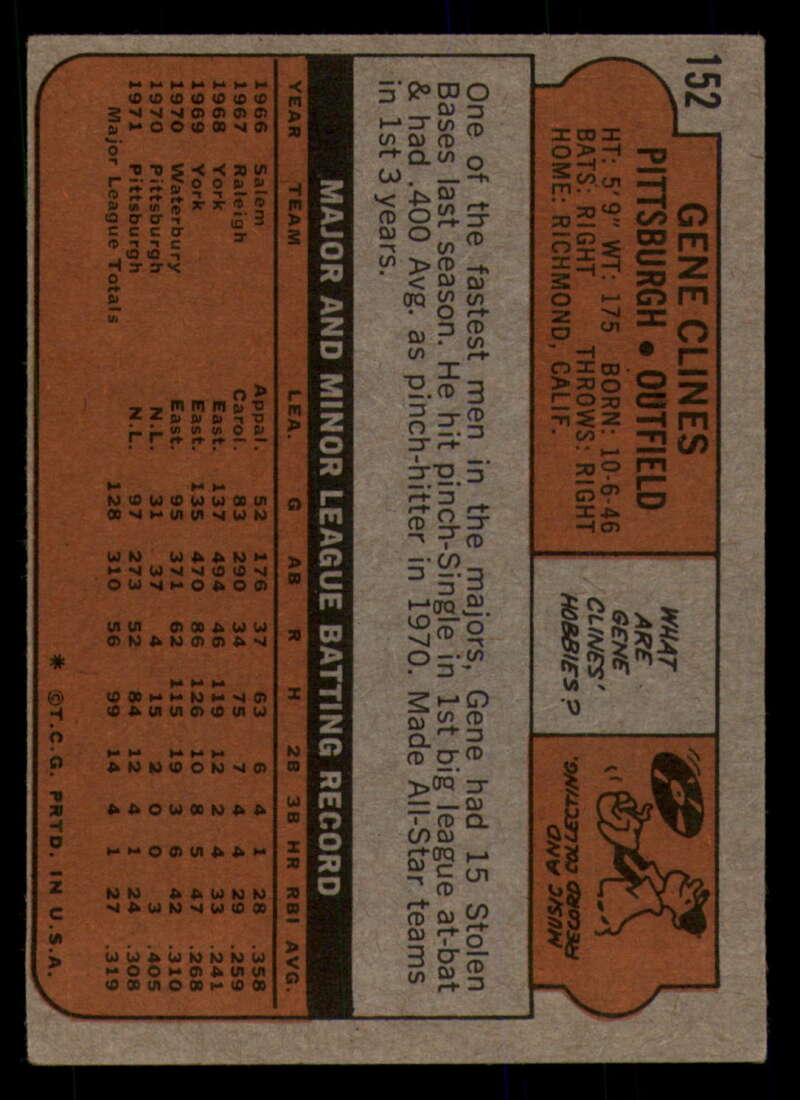 152
GENE CLINES
PITTSBURGH • OUTFIELD
HT: 5'9" WT: 175 BORN: 10-6-46
BATS: RIGHT THROWS: RIGHT
HOME: RICHMOND, CALIF.
WHAT
ARE
GENE
CLINES'
HOBBIES?
MUSIC AND
RECORD COLLECTING.
One of the fastest men in the majors, Gene had 15 Stolen
Bases last season. He hit pinch-Single in 1st big league at-bat
& had .400 Avg. as pinch-hitter in 1970. Made All-Star teams
in 1st 3 years.
MAJOR AND MINOR LEAGUE BATTING RECORD
YEAR TEAM LEA. G AB R H 2B 3B HR RBI AVG.
1966 Salem Appal. 52 176 37 63 6 4 1 28 .358
1967 Raleigh Carol. 83 290 34 75 7 4 4 29 .259
1968 York East. 137 494 46 119 12 2 4 33 .241
1969 York East. 135 470 86 126 10 8 5 47 .268
1970 Waterbury East. 95 371 62 115 19 3 6 42 .310
1970 Pittsburgh N.L. 31 37 4 15 2 0 0 3 .405
1971 Pittsburgh N.L. 97 273 52 84 12 4 1 24 .308
Major League Totals 128 310 56 99 14 4 1 27 .319
* ©T.C.G. PRTD. IN U.S.A.